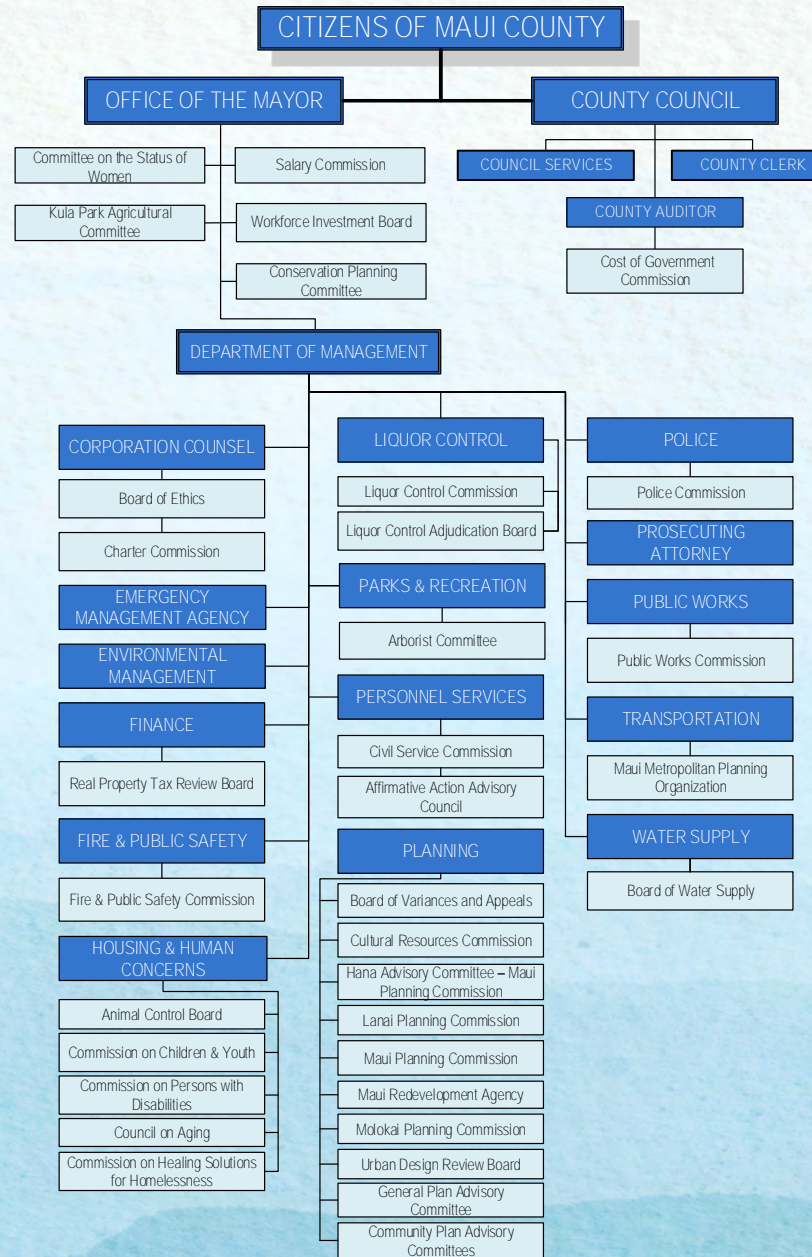 CITIZENS OF MAUI COUNTY
OFFICE OF THE MAYOR
COUNTY COUNCIL
Committee on the Status of
Women
Salary Commission
Kula Park Agricultural
Committee
Workforce Investment Board
Conservation Planning
Committee
COUNCIL SERVICES
COUNTY CLERK
COUNTY AUDITOR
Cost of Government
Commission
DEPARTMENT OF MANAGEMENT
CORPORATION COUNSEL
Board of Ethics
Charter Commission
EMERGENCY
MANAGEMENT AGENCY
ENVIRONMENTAL
MANAGEMENT
FINANCE
Real Property Tax Review Board
FIRE & PUBLIC SAFETY
Fire & Public Safety Commission
HOUSING & HUMAN
CONCERNS
Animal Control Board
Commission on Children & Youth
Commission on Persons with
Disabilities
Council on Aging
Commission on Healing Solutions
for Homelessness
LIQUOR CONTROL
Liquor Control Commission
Liquor Control Adjudication Board
PARKS & RECREATION
Arborist Committee
PERSONNEL SERVICES
Civil Service Commission
Affirmative Action Advisory
Council
PLANNING
Board of Variances and Appeals
Cultural Resources Commission
Hana Advisory Committee – Maui
Planning Commission
Lanai Planning Commission
Maui Planning Commission
Maui Redevelopment Agency
Molokai Planning Commission
Urban Design Review Board
General Plan Advisory
Committee
Community Plan Advisory
Committees
POLICE
Police Commission
PROSECUTING
ATTORNEY
PUBLIC WORKS
Public Works Commission
TRANSPORTATION
Maui Metropolitan Planning
Organization
WATER SUPPLY
Board of Water Supply